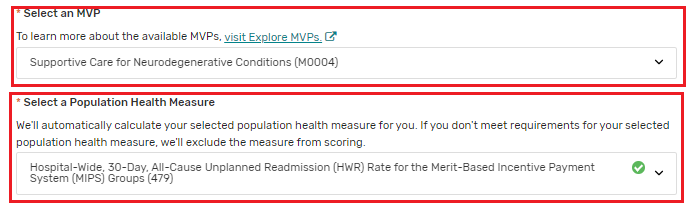 * Select an MVP
To learn more about the available MVPs, visit Explore MVPs.
Supportive Care for Neurodegenerative Conditions (M0004)
* Select a Population Health Measure
We'll automatically calculate your selected population health measure for you. If you don't meet requirements for your selected
population health measure, we'll exclude the measure from scoring.
Hospital-Wide, 30-Day, All-Cause Unplanned Readmission (HWR) Rate for the Merit-Based Incentive Payment
System (MIPS) Groups (479)